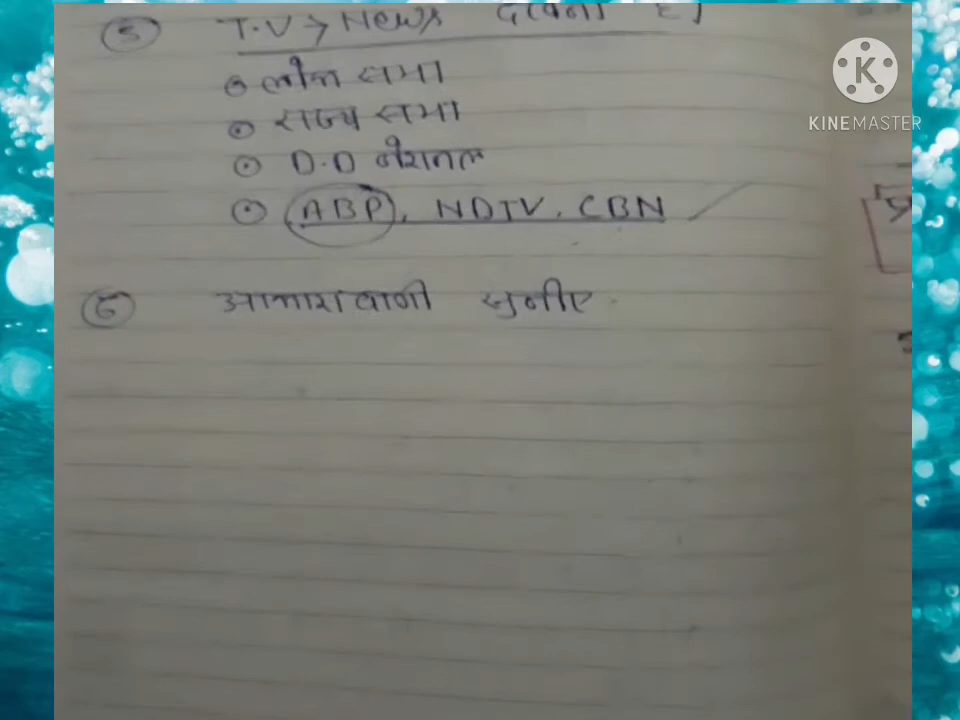 ⑤ T.V → News देखना है।
⊙ लोक सभा
⊙ राज्य सभा
⊙ D.D नेशनल
⊙ ABP, NDTV, CBN
⑥ आकाशवाणी सुनीए.
KINEMASTER